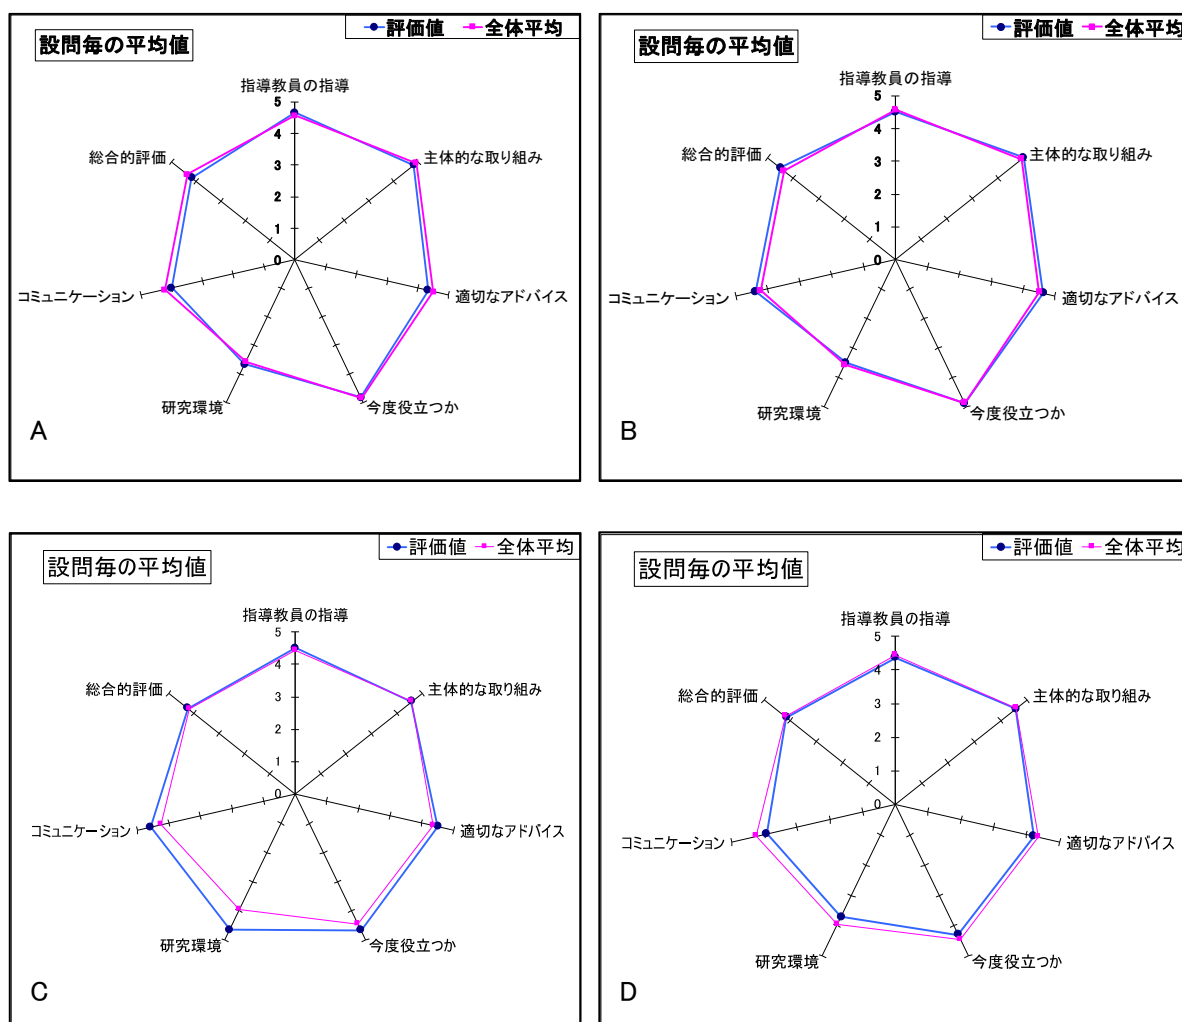 評価値 全体平均
設問毎の平均値
指導教員の指導
5
4
3
2
1
0
総合的評価
主体的な取り組み
コミュニケーション
適切なアドバイス
研究環境
今度役立つか
A
評価値 全体平均
設問毎の平均値
指導教員の指導
5
4
3
2
1
0
総合的評価
主体的な取り組み
コミュニケーション
適切なアドバイス
研究環境
今度役立つか
B
評価値 全体平均
設問毎の平均値
指導教員の指導
5
4
3
2
1
0
総合的評価
主体的な取り組み
コミュニケーション
適切なアドバイス
研究環境
今度役立つか
C
評価値 全体平均
設問毎の平均値
指導教員の指導
5
4
3
2
1
0
総合的評価
主体的な取り組み
コミュニケーション
適切なアドバイス
研究環境
今度役立つか
D